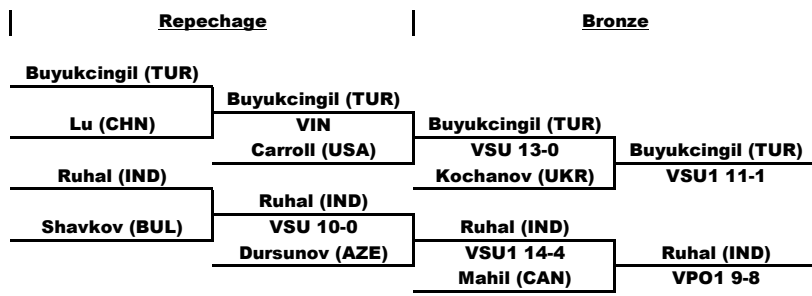 Repechage
Bronze
Buyukcingil (TUR)
Buyukcingil (TUR)
Lu (CHN)
VIN
Buyukcingil (TUR)
Carroll (USA)
VSU 13-0
Buyukcingil (TUR)
Ruhal (IND)
Kochanov (UKR)
VSU1 11-1
Ruhal (IND)
Shavkov (BUL)
VSU 10-0
Ruhal (IND)
Dursunov (AZE)
VSU1 14-4
Ruhal (IND)
Mahil (CAN)
VPO1 9-8